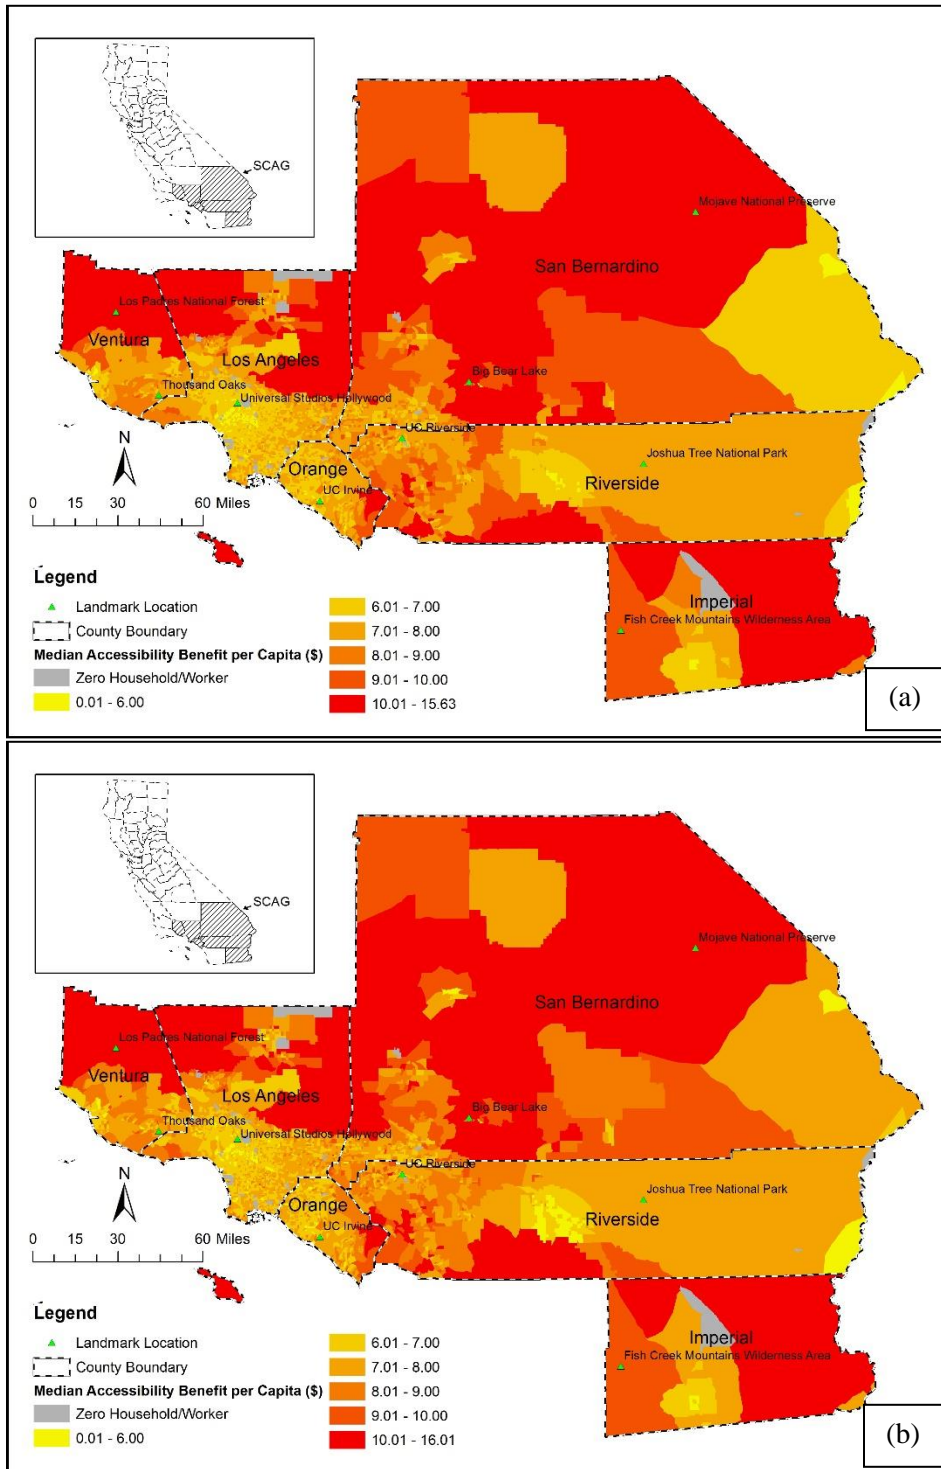 SCAG
Mojave National Preserve
San Bernardino
Los Padres National Forest
Ventura
Los Angeles
Big Bear Lake
Thousand Oaks
Universal Studios Hollywood
N
UC Riverside
Orange
Joshua Tree National Park
Riverside
UC Irvine
0 15 30 60 Miles
Legend
Landmark Location
County Boundary
Median Accessibility Benefit per Capita ($)
Zero Household/Worker
0.01 - 6.00
6.01 - 7.00
7.01 - 8.00
8.01 - 9.00
9.01 - 10.00
10.01 - 15.63
Imperial
Fish Creek Mountains Wilderness Area
(a)
SCAG
Mojave National Preserve
San Bernardino
Los Padres National Forest
Ventura
Los Angeles
Big Bear Lake
Thousand Oaks
Universal Studios Hollywood
N
UC Riverside
Orange
Joshua Tree National Park
Riverside
UC Irvine
0 15 30 60 Miles
Legend
Landmark Location
County Boundary
Median Accessibility Benefit per Capita ($)
Zero Household/Worker
0.01 - 6.00
6.01 - 7.00
7.01 - 8.00
8.01 - 9.00
9.01 - 10.00
10.01 - 16.01
Imperial
Fish Creek Mountains Wilderness Area
(b)